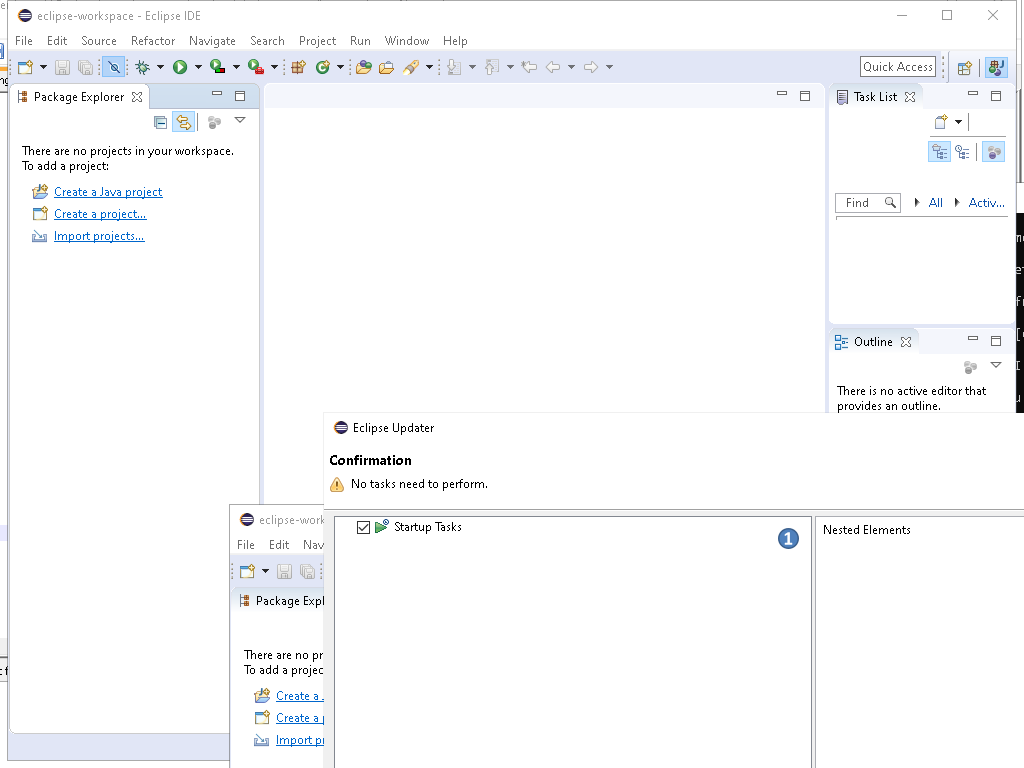 eclipse-workspace - Eclipse IDE
File Edit Source Refactor Navigate Search Project Run Window Help
Quick Access
Package Explorer
Task List
There are no projects in your workspace.
To add a project:
Create a Java project
Create a project...
Import projects...
Find All Activ...
Outline
There is no active editor that
provides an outline.
Eclipse Updater
Confirmation
No tasks need to perform.
Startup Tasks
1
Nested Elements
eclipse-work
File Edit Nav
Package Expl
There are no pr
To add a projec
Create a
Create a p
Import pr